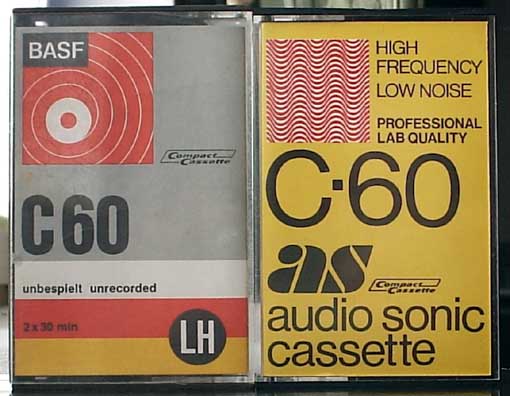 BASF
Compact
Cassette
C60
unbespielt unrecorded
2 x 30 min
LH
HIGH
FREQUENCY
LOW NOISE
PROFESSIONAL
LAB QUALITY
C·60
as
Compact
Cassette
audio sonic
cassette